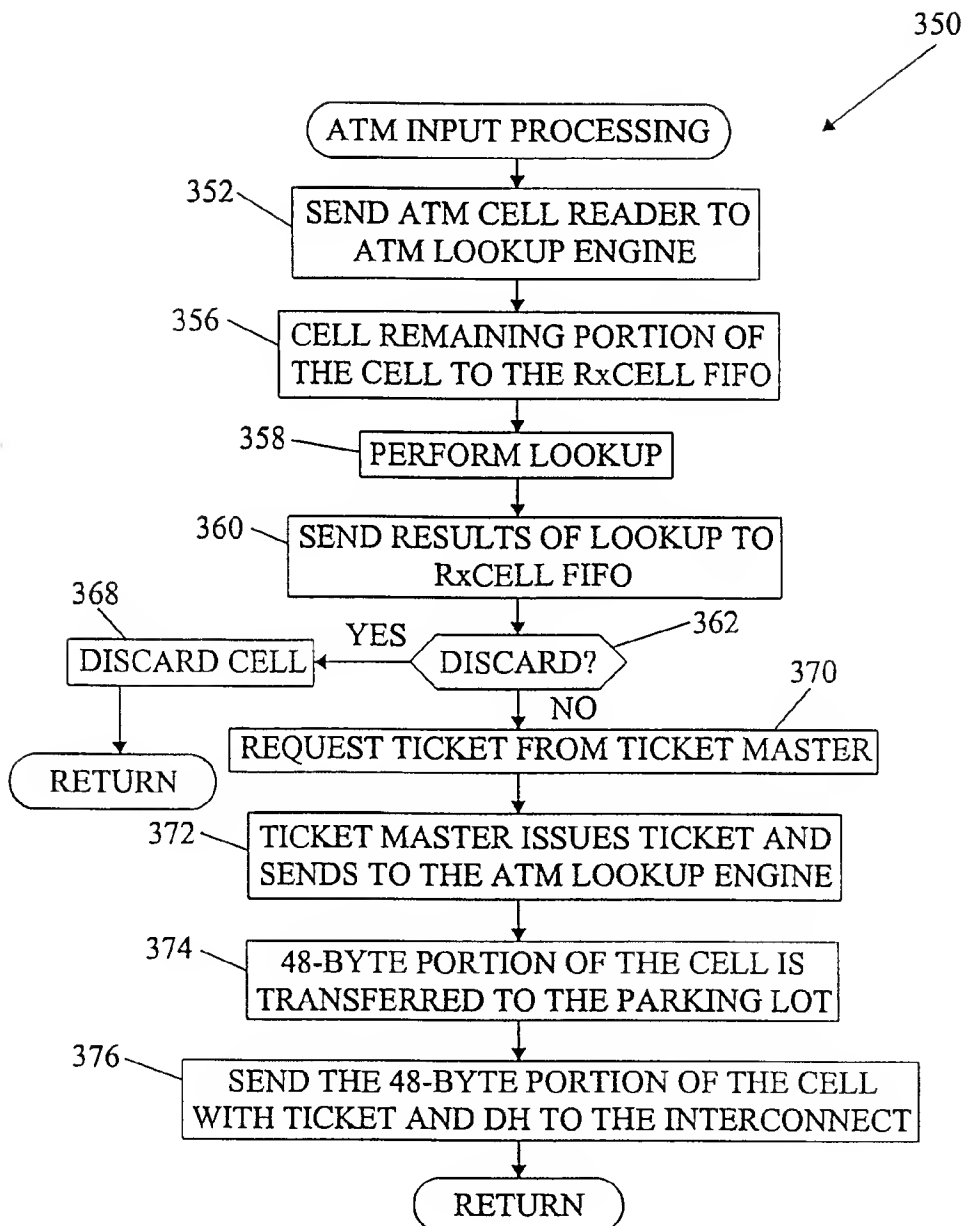 350
ATM INPUT PROCESSING
352
SEND ATM CELL READER TO
ATM LOOKUP ENGINE
356
CELL REMAINING PORTION OF
THE CELL TO THE RxCELL FIFO
358
PERFORM LOOKUP
360
SEND RESULTS OF LOOKUP TO
RxCELL FIFO
362
DISCARD?
YES
368
DISCARD CELL
RETURN
NO
370
REQUEST TICKET FROM TICKET MASTER
372
TICKET MASTER ISSUES TICKET AND
SENDS TO THE ATM LOOKUP ENGINE
374
48-BYTE PORTION OF THE CELL IS
TRANSFERRED TO THE PARKING LOT
376
SEND THE 48-BYTE PORTION OF THE CELL
WITH TICKET AND DH TO THE INTERCONNECT
RETURN